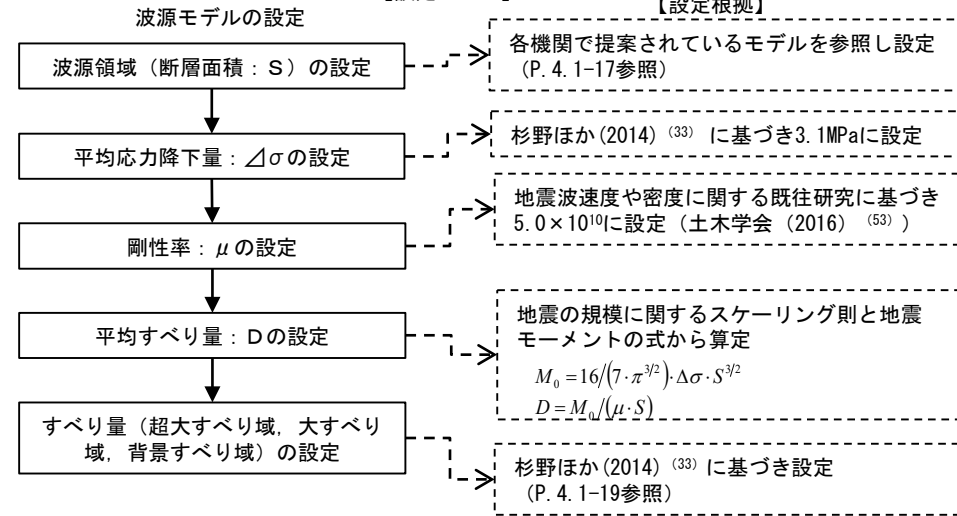 波源モデルの設定
【設定根拠】
波源領域（断層面積：Ｓ）の設定
各機関で提案されているモデルを参照し設定
（P.4.1-17参照）
平均応力降下量：⊿σの設定
杉野ほか(2014)（33）に基づき3.1MPaに設定
剛性率：μの設定
地震波速度や密度に関する既往研究に基づき
5.0×10¹⁰に設定（土木学会（2016）（53））
平均すべり量：Ｄの設定
地震の規模に関するスケーリング則と地震
モーメントの式から算定
M₀=16/(7・π^{3/2})・Δσ・S^{3/2}
D=M₀/(μ・S)
すべり量（超大すべり域，大すべり
域，背景すべり域）の設定
杉野ほか(2014)（33）に基づき設定
（P.4.1-19参照）